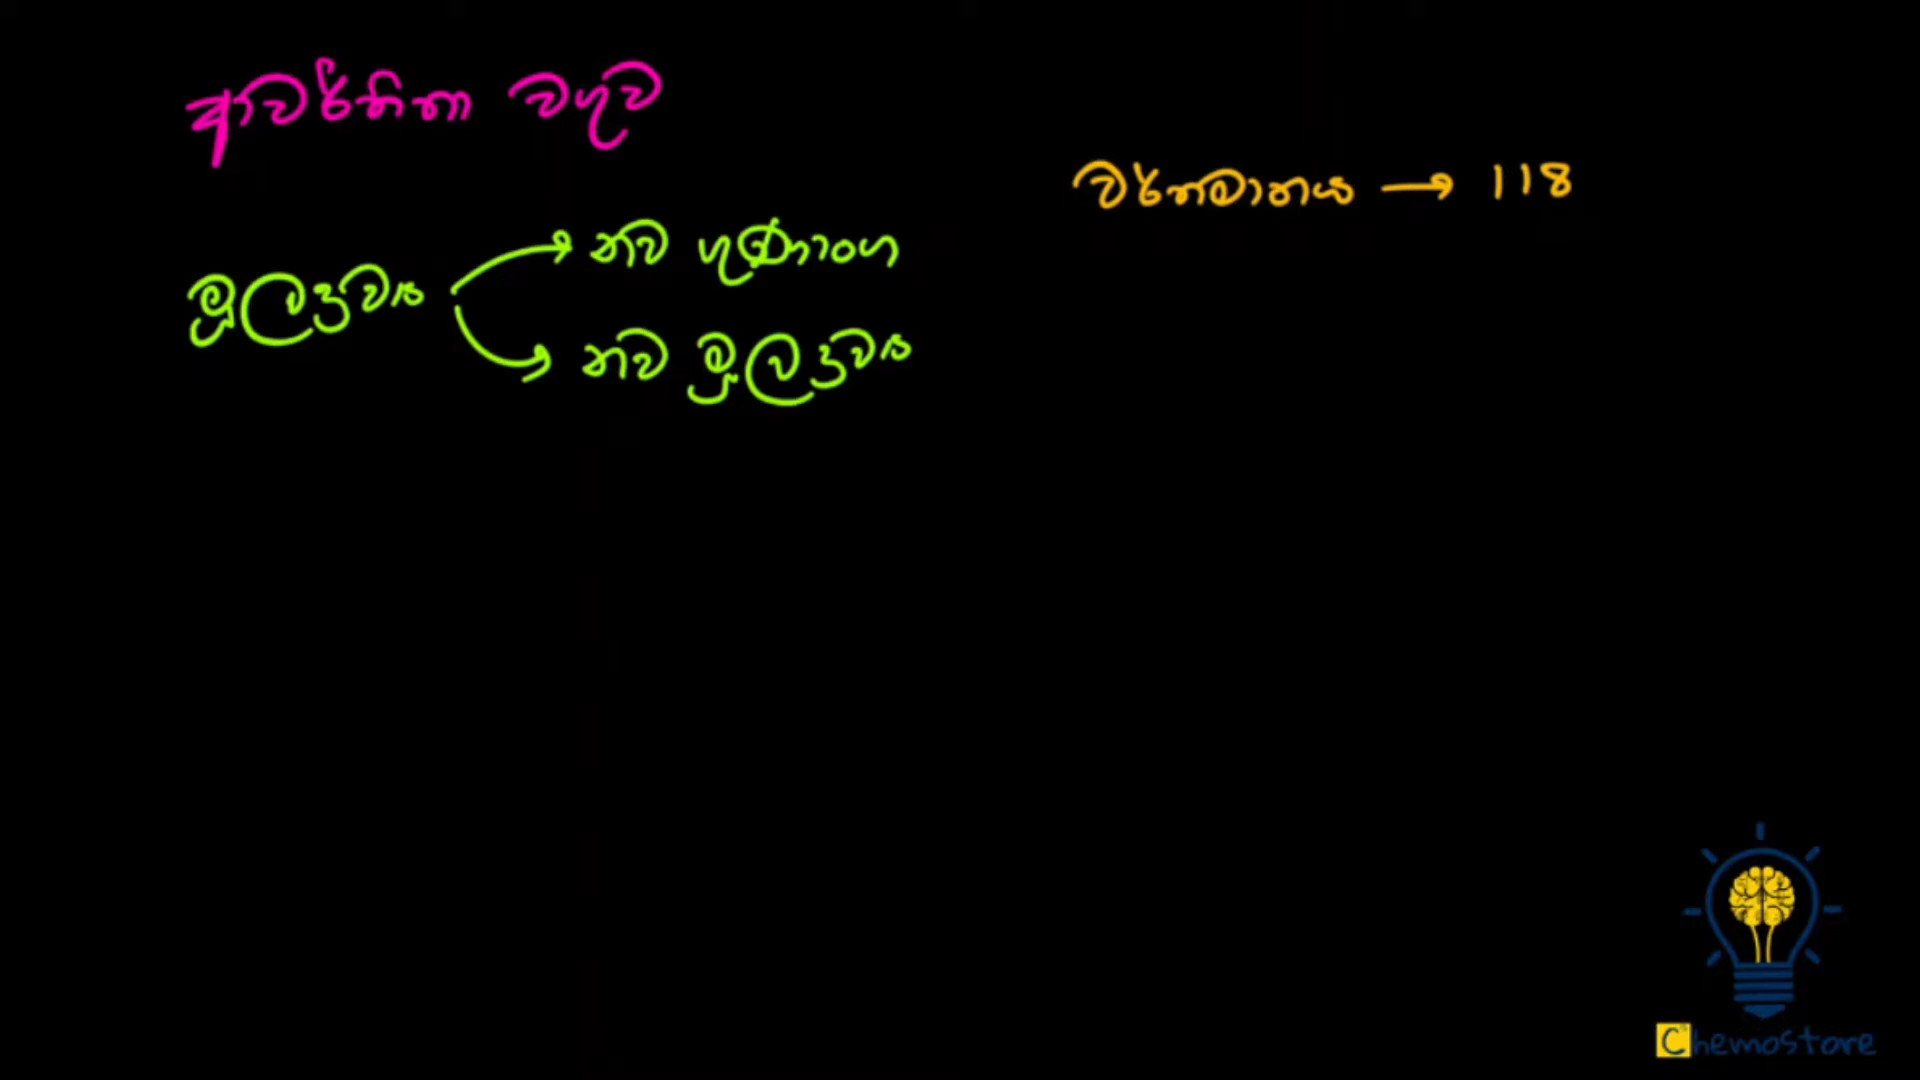 ආවර්තිතා වගුව
වර්තමානය → 118
මූලද්‍රව්‍ය → නව ගුණාංග
→ නව මූලද්‍රව්‍ය
Chemostore